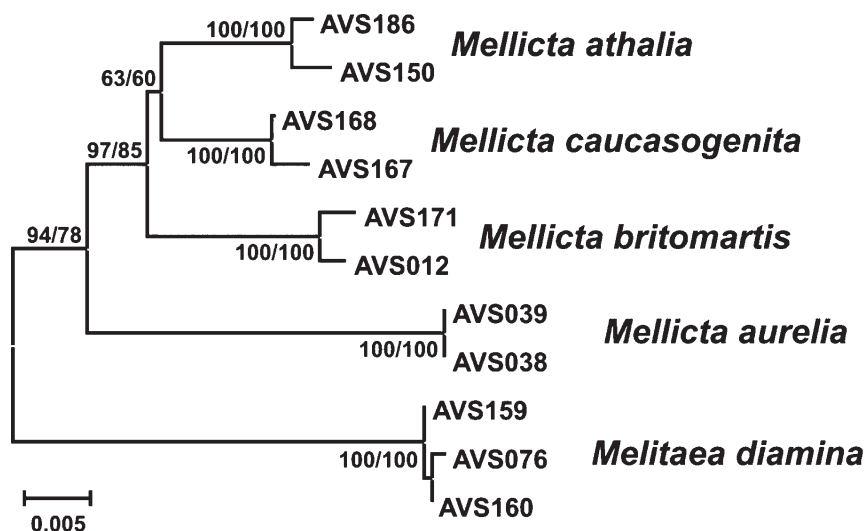 100/100
AVS186
Mellicta athalia
AVS150
63/60
AVS168
Mellicta caucasogenita
100/100
AVS167
97/85
AVS171
Mellicta britomartis
100/100
AVS012
94/78
AVS039
Mellicta aurelia
100/100
AVS038
AVS159
Melitaea diamina
100/100
AVS076
AVS160
0.005